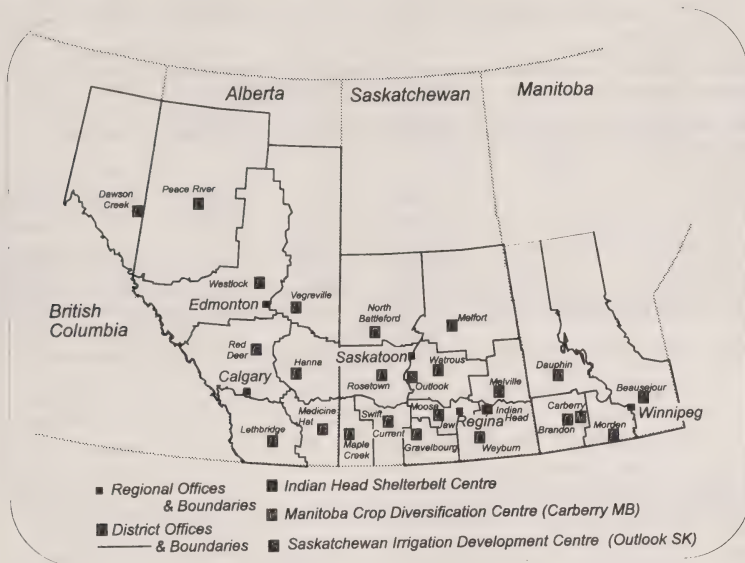 Alberta
Saskatchewan
Manitoba
Dawson
Creek
Peace River
Westlock
Edmonton
Vegreville
British
Columbia
North
Battleford
Melfort
Red
Deer
Hanna
Saskatoon
Watrous
Rosetown
Outlook
Melville
Dauphin
Beausejour
Calgary
Medicine
Hat
Swift
Current
Moose
Jaw
Regina
Indian
Head
Carberry
Brandon
Winnipeg
Lethbridge
Maple
Creek
Gravelbourg
Weyburn
Morden
Regional Offices
& Boundaries
District Offices
& Boundaries
Indian Head Shelterbelt Centre
Manitoba Crop Diversification Centre (Carberry MB)
Saskatchewan Irrigation Development Centre (Outlook SK)